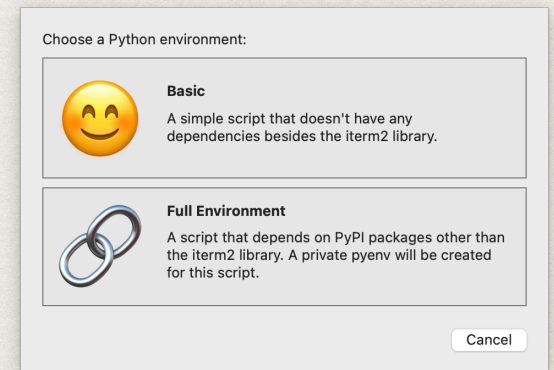 Choose a Python environment:
Basic
A simple script that doesn't have any
dependencies besides the iterm2 library.
Full Environment
A script that depends on PyPI packages other than
the iterm2 library. A private pyenv will be created
for this script.
Cancel